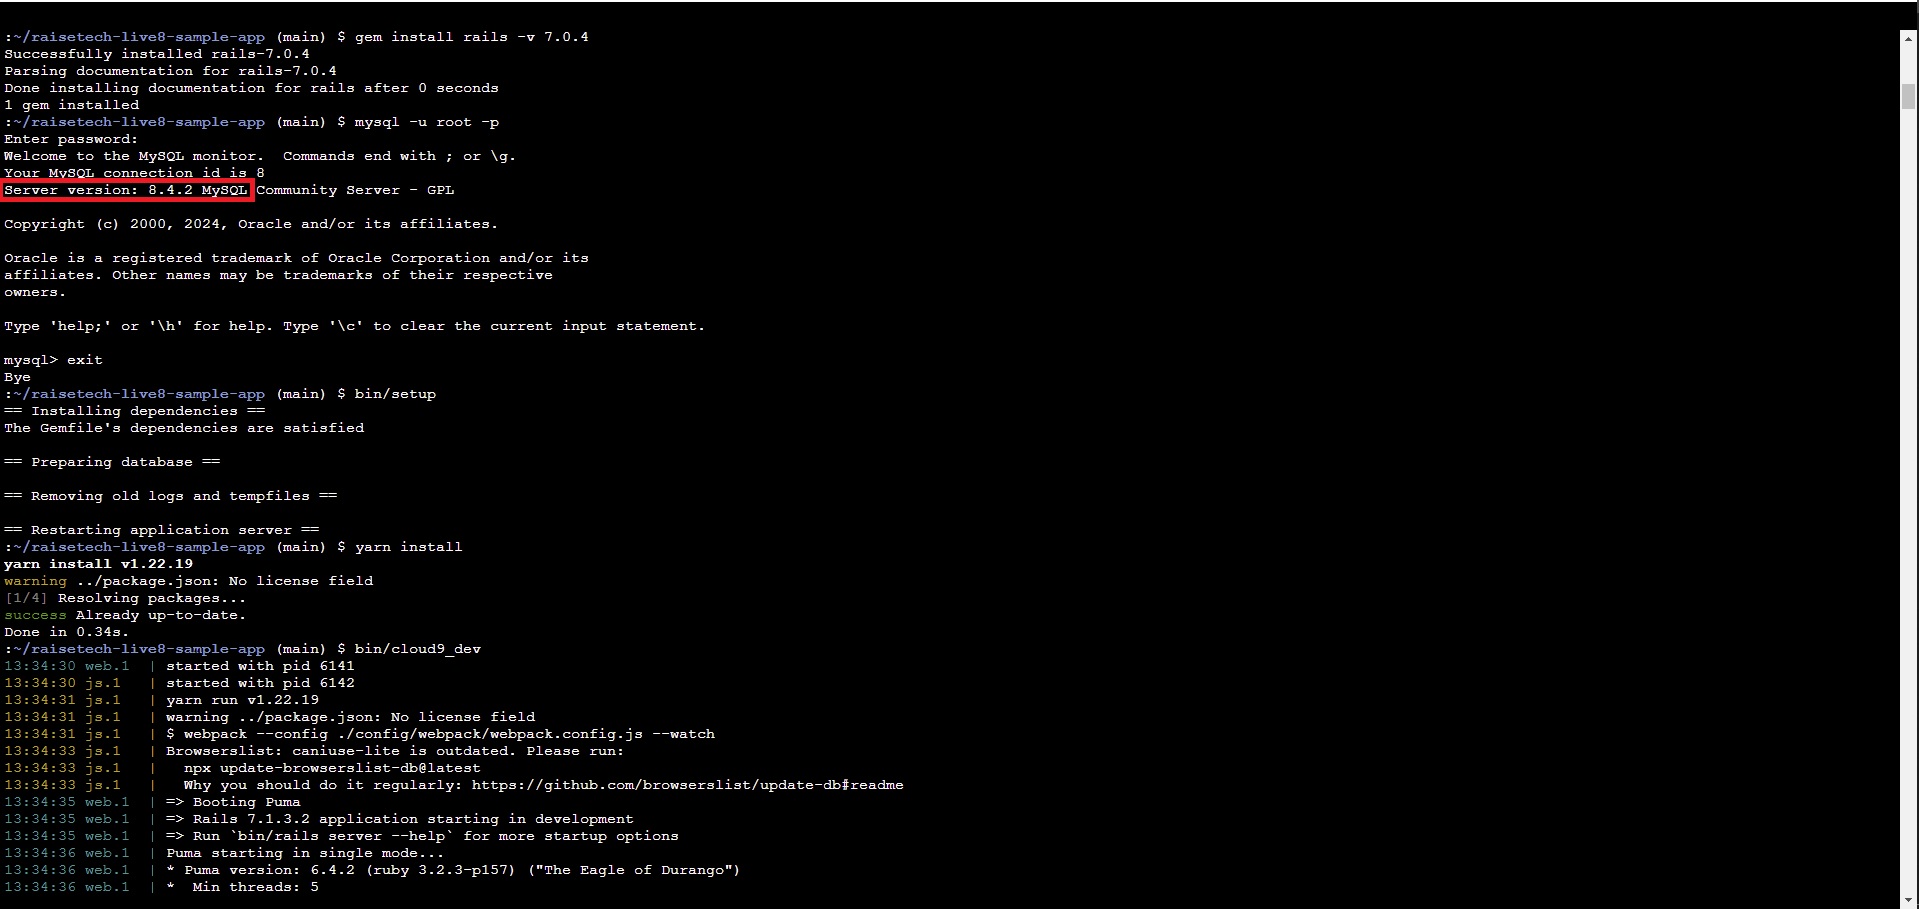 :~/raisetech-live8-sample-app (main) $ gem install rails -v 7.0.4
Successfully installed rails-7.0.4
Parsing documentation for rails-7.0.4
Done installing documentation for rails after 0 seconds
1 gem installed
:~/raisetech-live8-sample-app (main) $ mysql -u root -p
Enter password:
Welcome to the MySQL monitor.  Commands end with ; or \g.
Your MySQL connection id is 8
Server version: 8.4.2 MySQL Community Server - GPL
Copyright (c) 2000, 2024, Oracle and/or its affiliates.
Oracle is a registered trademark of Oracle Corporation and/or its
affiliates. Other names may be trademarks of their respective
owners.
Type 'help;' or '\h' for help. Type '\c' to clear the current input statement.
mysql> exit
Bye
:~/raisetech-live8-sample-app (main) $ bin/setup
== Installing dependencies ==
The Gemfile's dependencies are satisfied
== Preparing database ==
== Removing old logs and tempfiles ==
== Restarting application server ==
:~/raisetech-live8-sample-app (main) $ yarn install
yarn install v1.22.19
warning ../package.json: No license field
[1/4] Resolving packages...
success Already up-to-date.
Done in 0.34s.
:~/raisetech-live8-sample-app (main) $ bin/cloud9_dev
13:34:30 web.1  | started with pid 6141
13:34:30 js.1   | started with pid 6142
13:34:31 js.1   | yarn run v1.22.19
13:34:31 js.1   | warning ../package.json: No license field
13:34:31 js.1   | $ webpack --config ./config/webpack/webpack.config.js --watch
13:34:33 js.1   | Browserslist: caniuse-lite is outdated. Please run:
13:34:33 js.1   |   npx update-browserslist-db@latest
13:34:33 js.1   |   Why you should do it regularly: https://github.com/browserslist/update-db#readme
13:34:35 web.1  | => Booting Puma
13:34:35 web.1  | => Rails 7.1.3.2 application starting in development
13:34:35 web.1  | => Run `bin/rails server --help` for more startup options
13:34:36 web.1  | Puma starting in single mode...
13:34:36 web.1  | * Puma version: 6.4.2 (ruby 3.2.3-p157) ("The Eagle of Durango")
13:34:36 web.1  | *  Min threads: 5